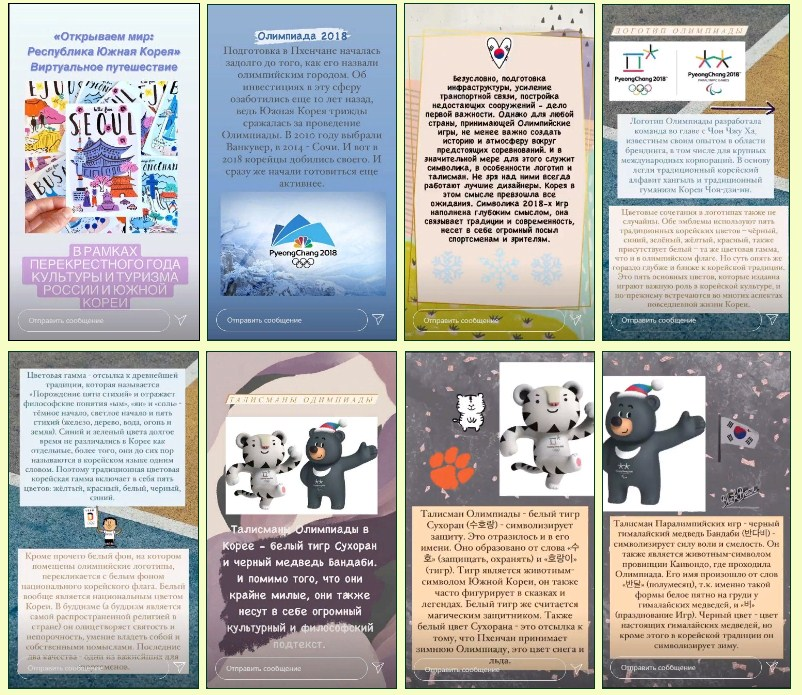 «Открываем мир:
Республика Южная Корея»
Виртуальное путешествие
SEOUL
В РАМКАХ
ПЕРЕКРЕСТНОГО ГОДА
КУЛЬТУРЫ И ТУРИЗМА
РОССИИ И ЮЖНОЙ
КОРЕИ
Отправить сообщение
Олимпиада 2018
Подготовка в Пхенчанг началась
задолго до того, как его назвали
олимпийским городом. Об
инвестициях в эту сферу
озаботились еще 10 лет назад,
ведь Южная Корея трижды
сражалась за проведение
Олимпиады. В 2010 году выбрали
Ванкувер, в 2014 - Сочи. И вот в
2018 корейцы добились своего. И
сразу же начали готовиться еще
активнее.
PyeongChang 2018
Отправить сообщение
Безусловно, подготовка
инфраструктуры, усиление
транспортной связи, постройка
недостающих сооружений - дело
первой важности. Однако для любой
страны, принимающей Олимпийские
игры, не менее важно создать
историю и атмосферу вокруг
предстоящих соревнований. И в
значительной мере для этого служит
символика, в особенности логотип и
талисман. Не зря над ними всегда
работают лучшие дизайнеры. Корея в
этом смысле превзошла все
ожидания. Символика 2018-х Игр
наполнена глубоким смыслом, она
связывает традиции и современность,
несет в себе огромный посыл
спортсменам и зрителям.
Отправить сообщение
ЛОГОТИП ОЛИМПИАДЫ
PyeongChang 2018
PyeongChang 2018
PARALYMPIC GAMES
Логотип Олимпиады разработала
команда во главе с Чон Чжу Ха,
известным своим опытом в области
брендинга, в том числе для крупных
международных корпораций. В основу
легли традиционный корейский
алфавит хангыль и традиционный
гуманизм Кореи Чон-дзи-ин.
Цветовые сочетания в логотипах также не
случайны. Обе эмблемы используют пять
традиционных корейских цветов – чёрный,
синий, зелёный, жёлтый, красный, также
присутствует белый – та же цветовая гамма,
что и в олимпийском флаге. Но суть опять же
гораздо глубже и ближе к корейской традиции.
Это пять основных цветов, которые издавна
играют важную роль в корейской культуре, и
по-прежнему встречаются во многих аспектах
повседневной жизни Кореи.
Отправить сообщение
Цветовая гамма - отсылка к древнейшей
традиции, которая называется
«Порождение пяти стихий» и отражает
философские понятия «ым», «ян» и «соль» -
тёмное начало, светлое начало и пять
стихий (железо, дерево, вода, огонь и
земля). Синий и зеленый цвета долгое
время не различались в Корее как
отдельные, более того, они до сих пор
называются в корейском языке одним
словом. Поэтому традиционная цветовая
корейская гамма включает в себя пять
цветов: жёлтый, красный, белый, черный,
синий.
Кроме прочего белый фон, на котором
помещены олимпийские логотипы,
перекликается с белым фоном
национального корейского флага. Белый
вообще является национальным цветом
Кореи. В буддизме (а буддизм является
самой распространенной религией в
стране) он олицетворяет святость и
непорочность, умение владеть собой и
собственными помыслами. Последние
два качества - одни из важнейших для
Отправить сообщение
ТАЛИСМАНЫ ОЛИМПИАДЫ
Талисманы Олимпиады в
Корее - белый тигр Сухоран
и черный медведь Бандаби.
И помимо того, что они
крайне милые, они также
несут в себе огромный
культурный и философский
подтекст.
Отправить сообщение
Талисман Олимпиады - белый тигр
Сухоран (수호랑) - символизирует
защиту. Это отразилось и в его
имени. Оно образовано от слова «수
호» (защищать, охранять) и «호랑이»
(тигр). Тигр является животным-
символом Южной Кореи, он также
часто фигурирует в сказках и
легендах. Белый тигр же считается
магическим защитником. Также
белый цвет Сухорана - это отсылка к
тому, что Пхенчан принимает
зимнюю Олимпиаду, это цвет снега и
льда.
Отправить сообщение
Талисман Паралимпийских игр - черный
гималайский медведь Бандаби (반다비) -
символизирует силу воли и смелость. Он
также является животным-символом
провинции Канвондо, где проходила
Олимпиада. Его имя произошло от слов
«반달» (полумесяц), т.к. именно такой
формы белое пятно на груди у
гималайских медведей, и «비»
(празднование Игр). Черный цвет - цвет
настоящих гималайских медведей, но
кроме этого в корейской традиции он
символизирует зиму.
Отправить сообщение